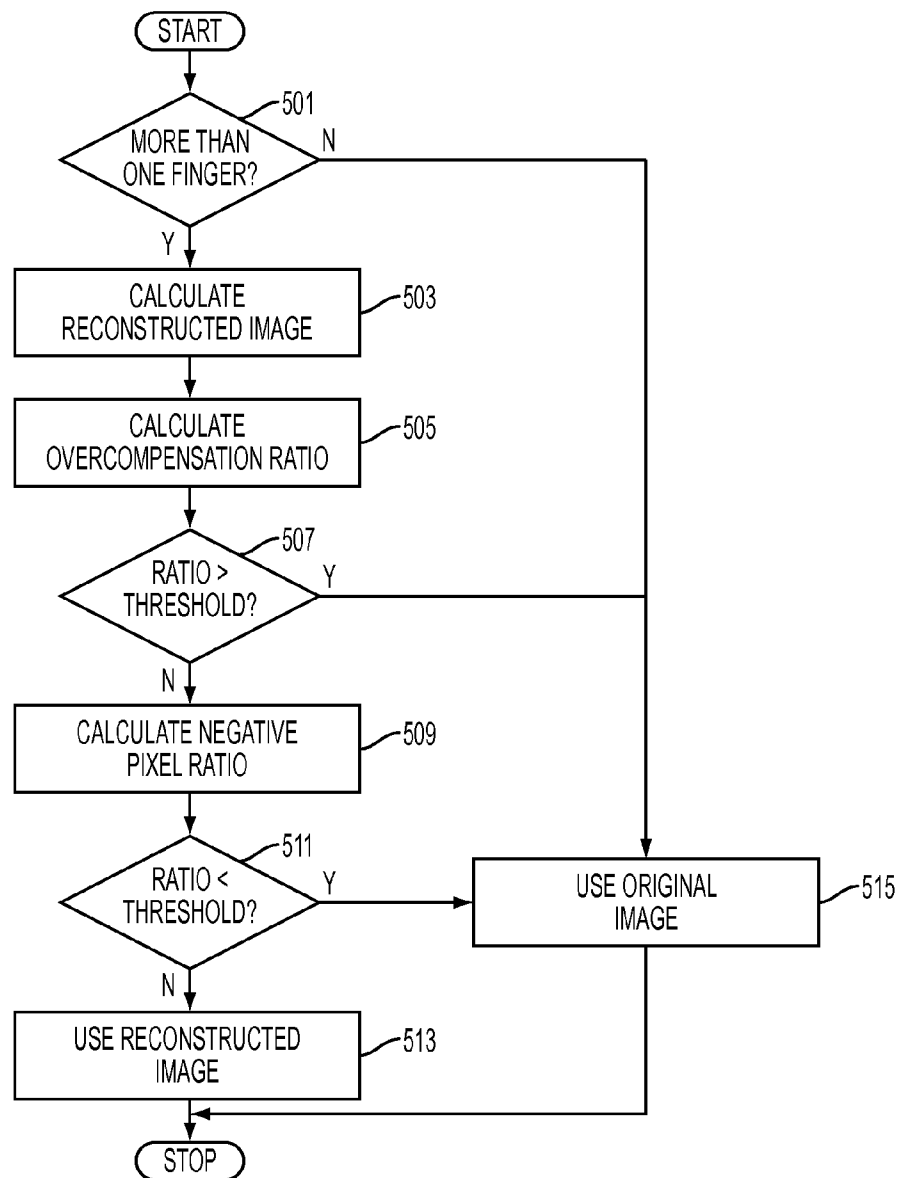 START
501
MORE THAN
ONE FINGER?
N
Y
CALCULATE
RECONSTRUCTED IMAGE
503
CALCULATE
OVERCOMPENSATION RATIO
505
507
RATIO >
THRESHOLD?
Y
N
CALCULATE NEGATIVE
PIXEL RATIO
509
511
RATIO <
THRESHOLD?
Y
USE ORIGINAL
IMAGE
515
N
USE RECONSTRUCTED
IMAGE
513
STOP